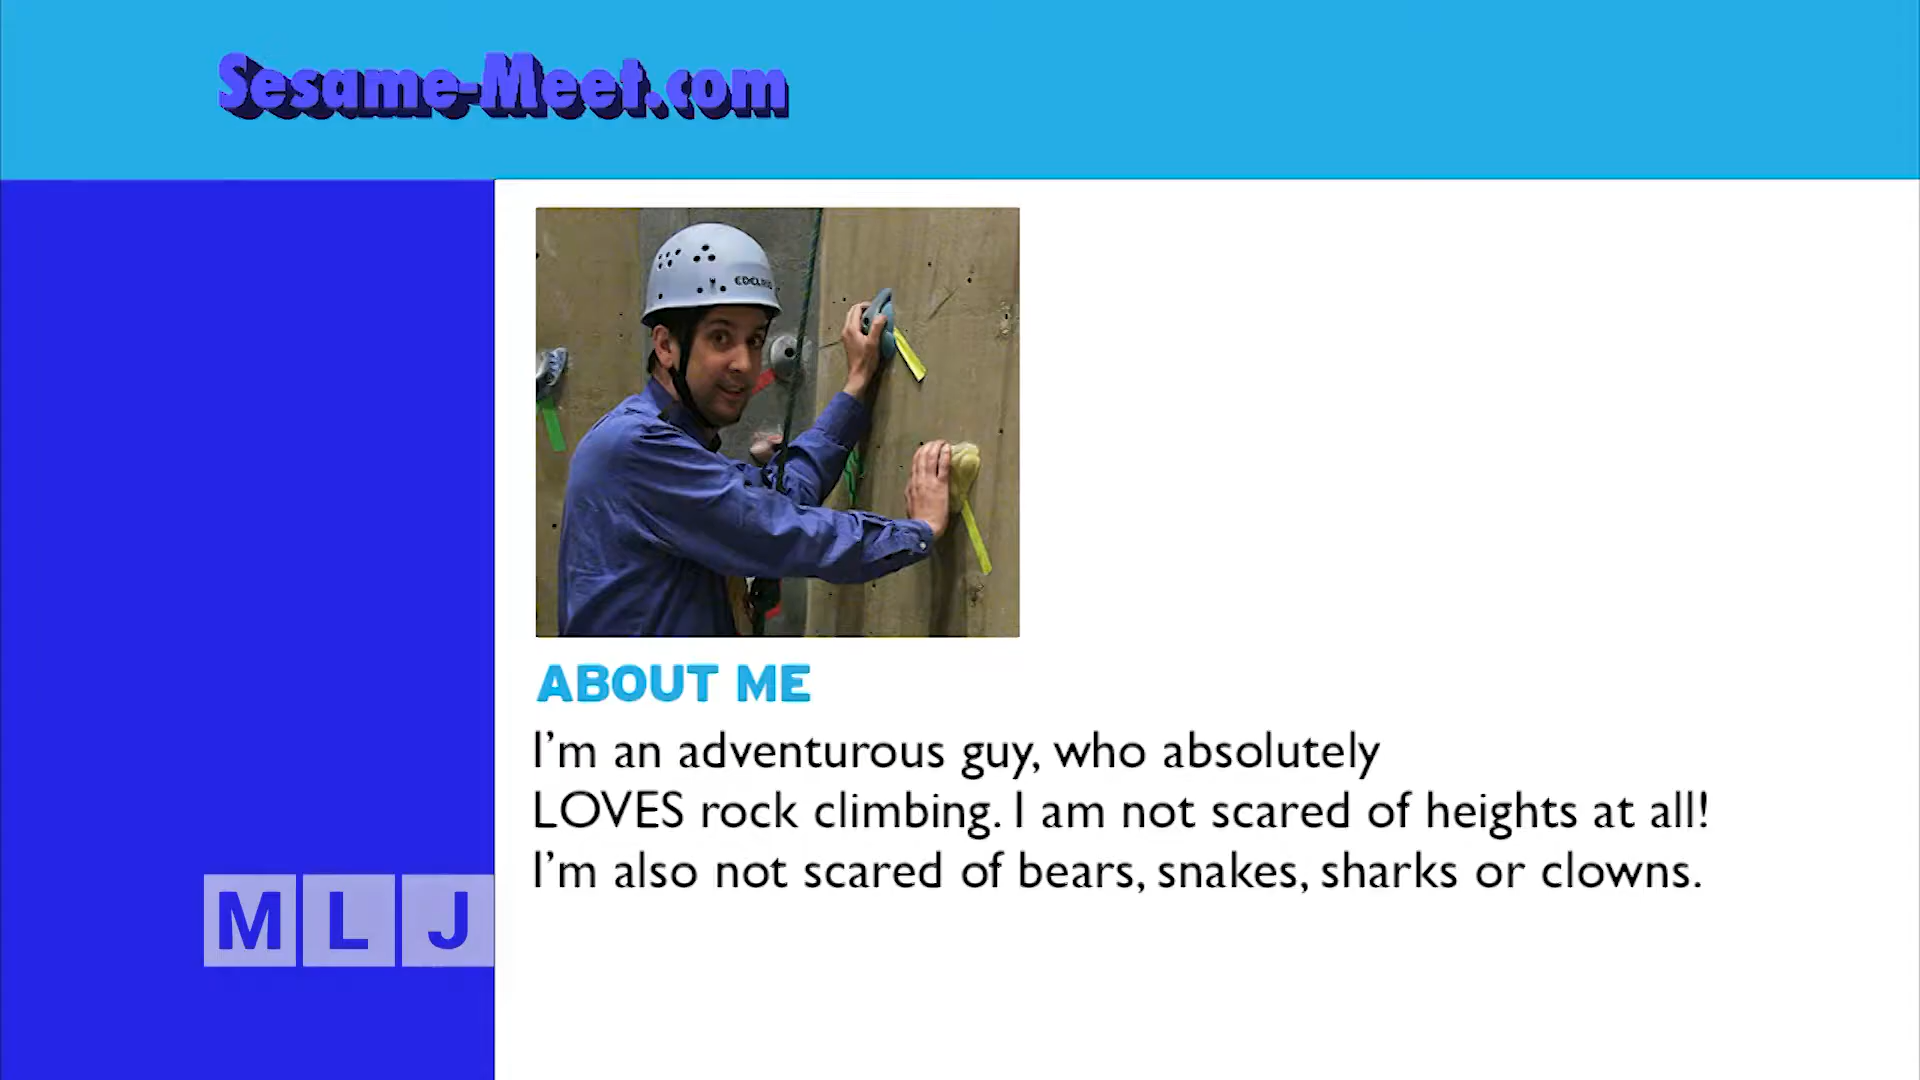 Sesame-Meet.com
ABOUT ME
I'm an adventurous guy, who absolutely
LOVES rock climbing. I am not scared of heights at all!
I'm also not scared of bears, snakes, sharks or clowns.
M L J